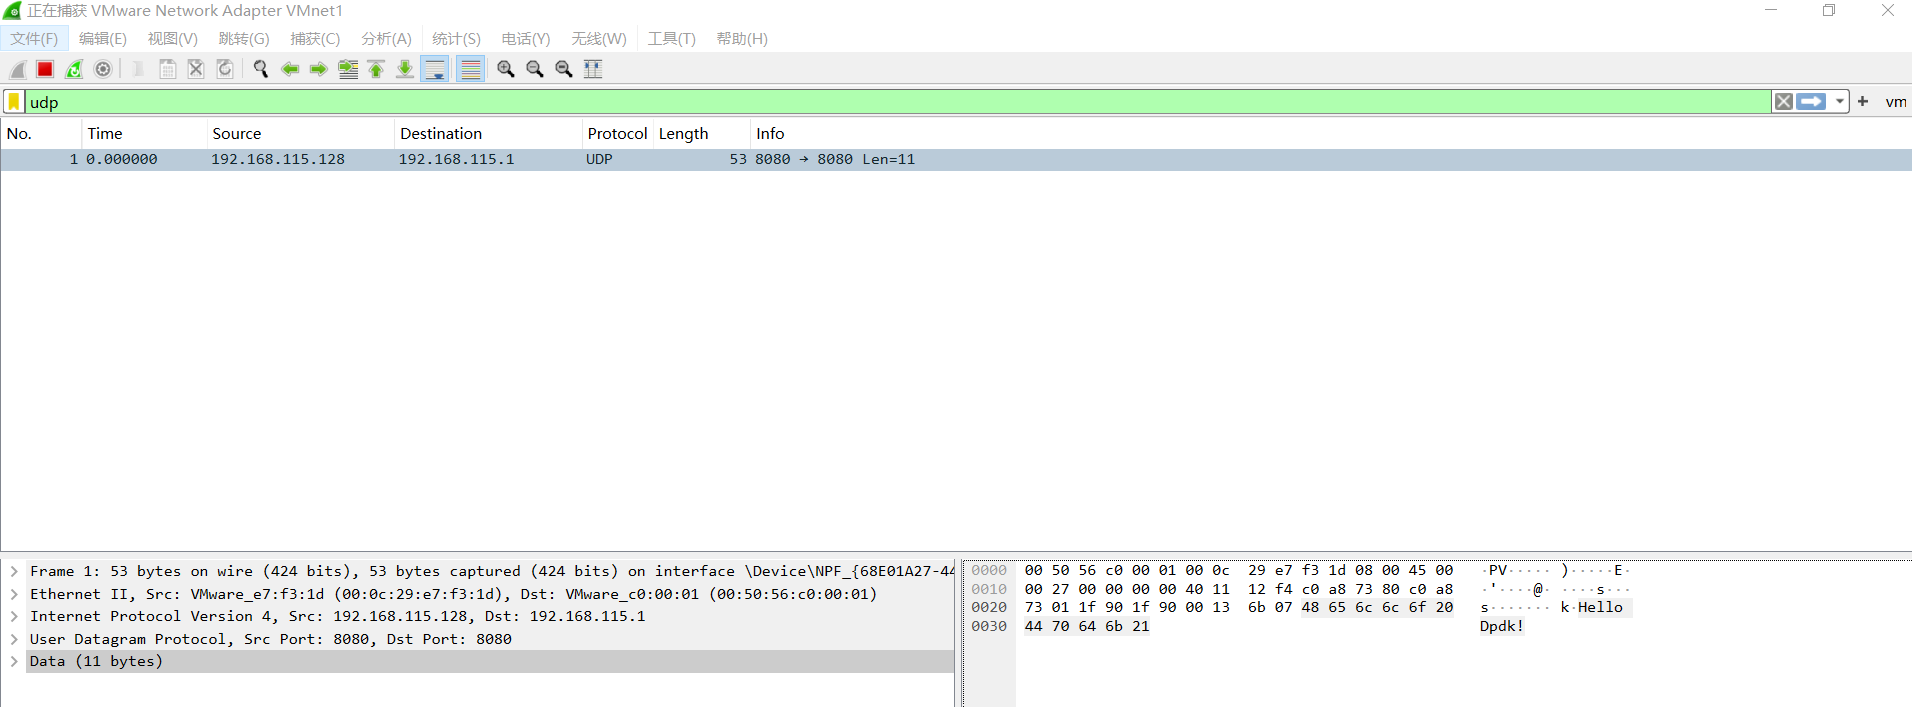 正在捕获 VMware Network Adapter VMnet1
文件(F) 编辑(E) 视图(V) 跳转(G) 捕获(C) 分析(A) 统计(S) 电话(Y) 无线(W) 工具(T) 帮助(H)
udp + vm
No. Time Source Destination Protocol Length Info
1 0.000000 192.168.115.128 192.168.115.1 UDP 53 8080 → 8080 Len=11
Frame 1: 53 bytes on wire (424 bits), 53 bytes captured (424 bits) on interface \Device\NPF_{68E01A27-44
Ethernet II, Src: VMware_e7:f3:1d (00:0c:29:e7:f3:1d), Dst: VMware_c0:00:01 (00:50:56:c0:00:01)
Internet Protocol Version 4, Src: 192.168.115.128, Dst: 192.168.115.1
User Datagram Protocol, Src Port: 8080, Dst Port: 8080
Data (11 bytes)
0000 00 50 56 c0 00 01 00 0c 29 e7 f3 1d 08 00 45 00 ·PV····· )·····E·
0010 00 27 00 00 00 00 40 11 12 f4 c0 a8 73 80 c0 a8 ·'····@· ····s···
0020 73 01 1f 90 1f 90 00 13 6b 07 48 65 6c 6c 6f 20 s······· k·Hello
0030 44 70 64 6b 21 Dpdk!